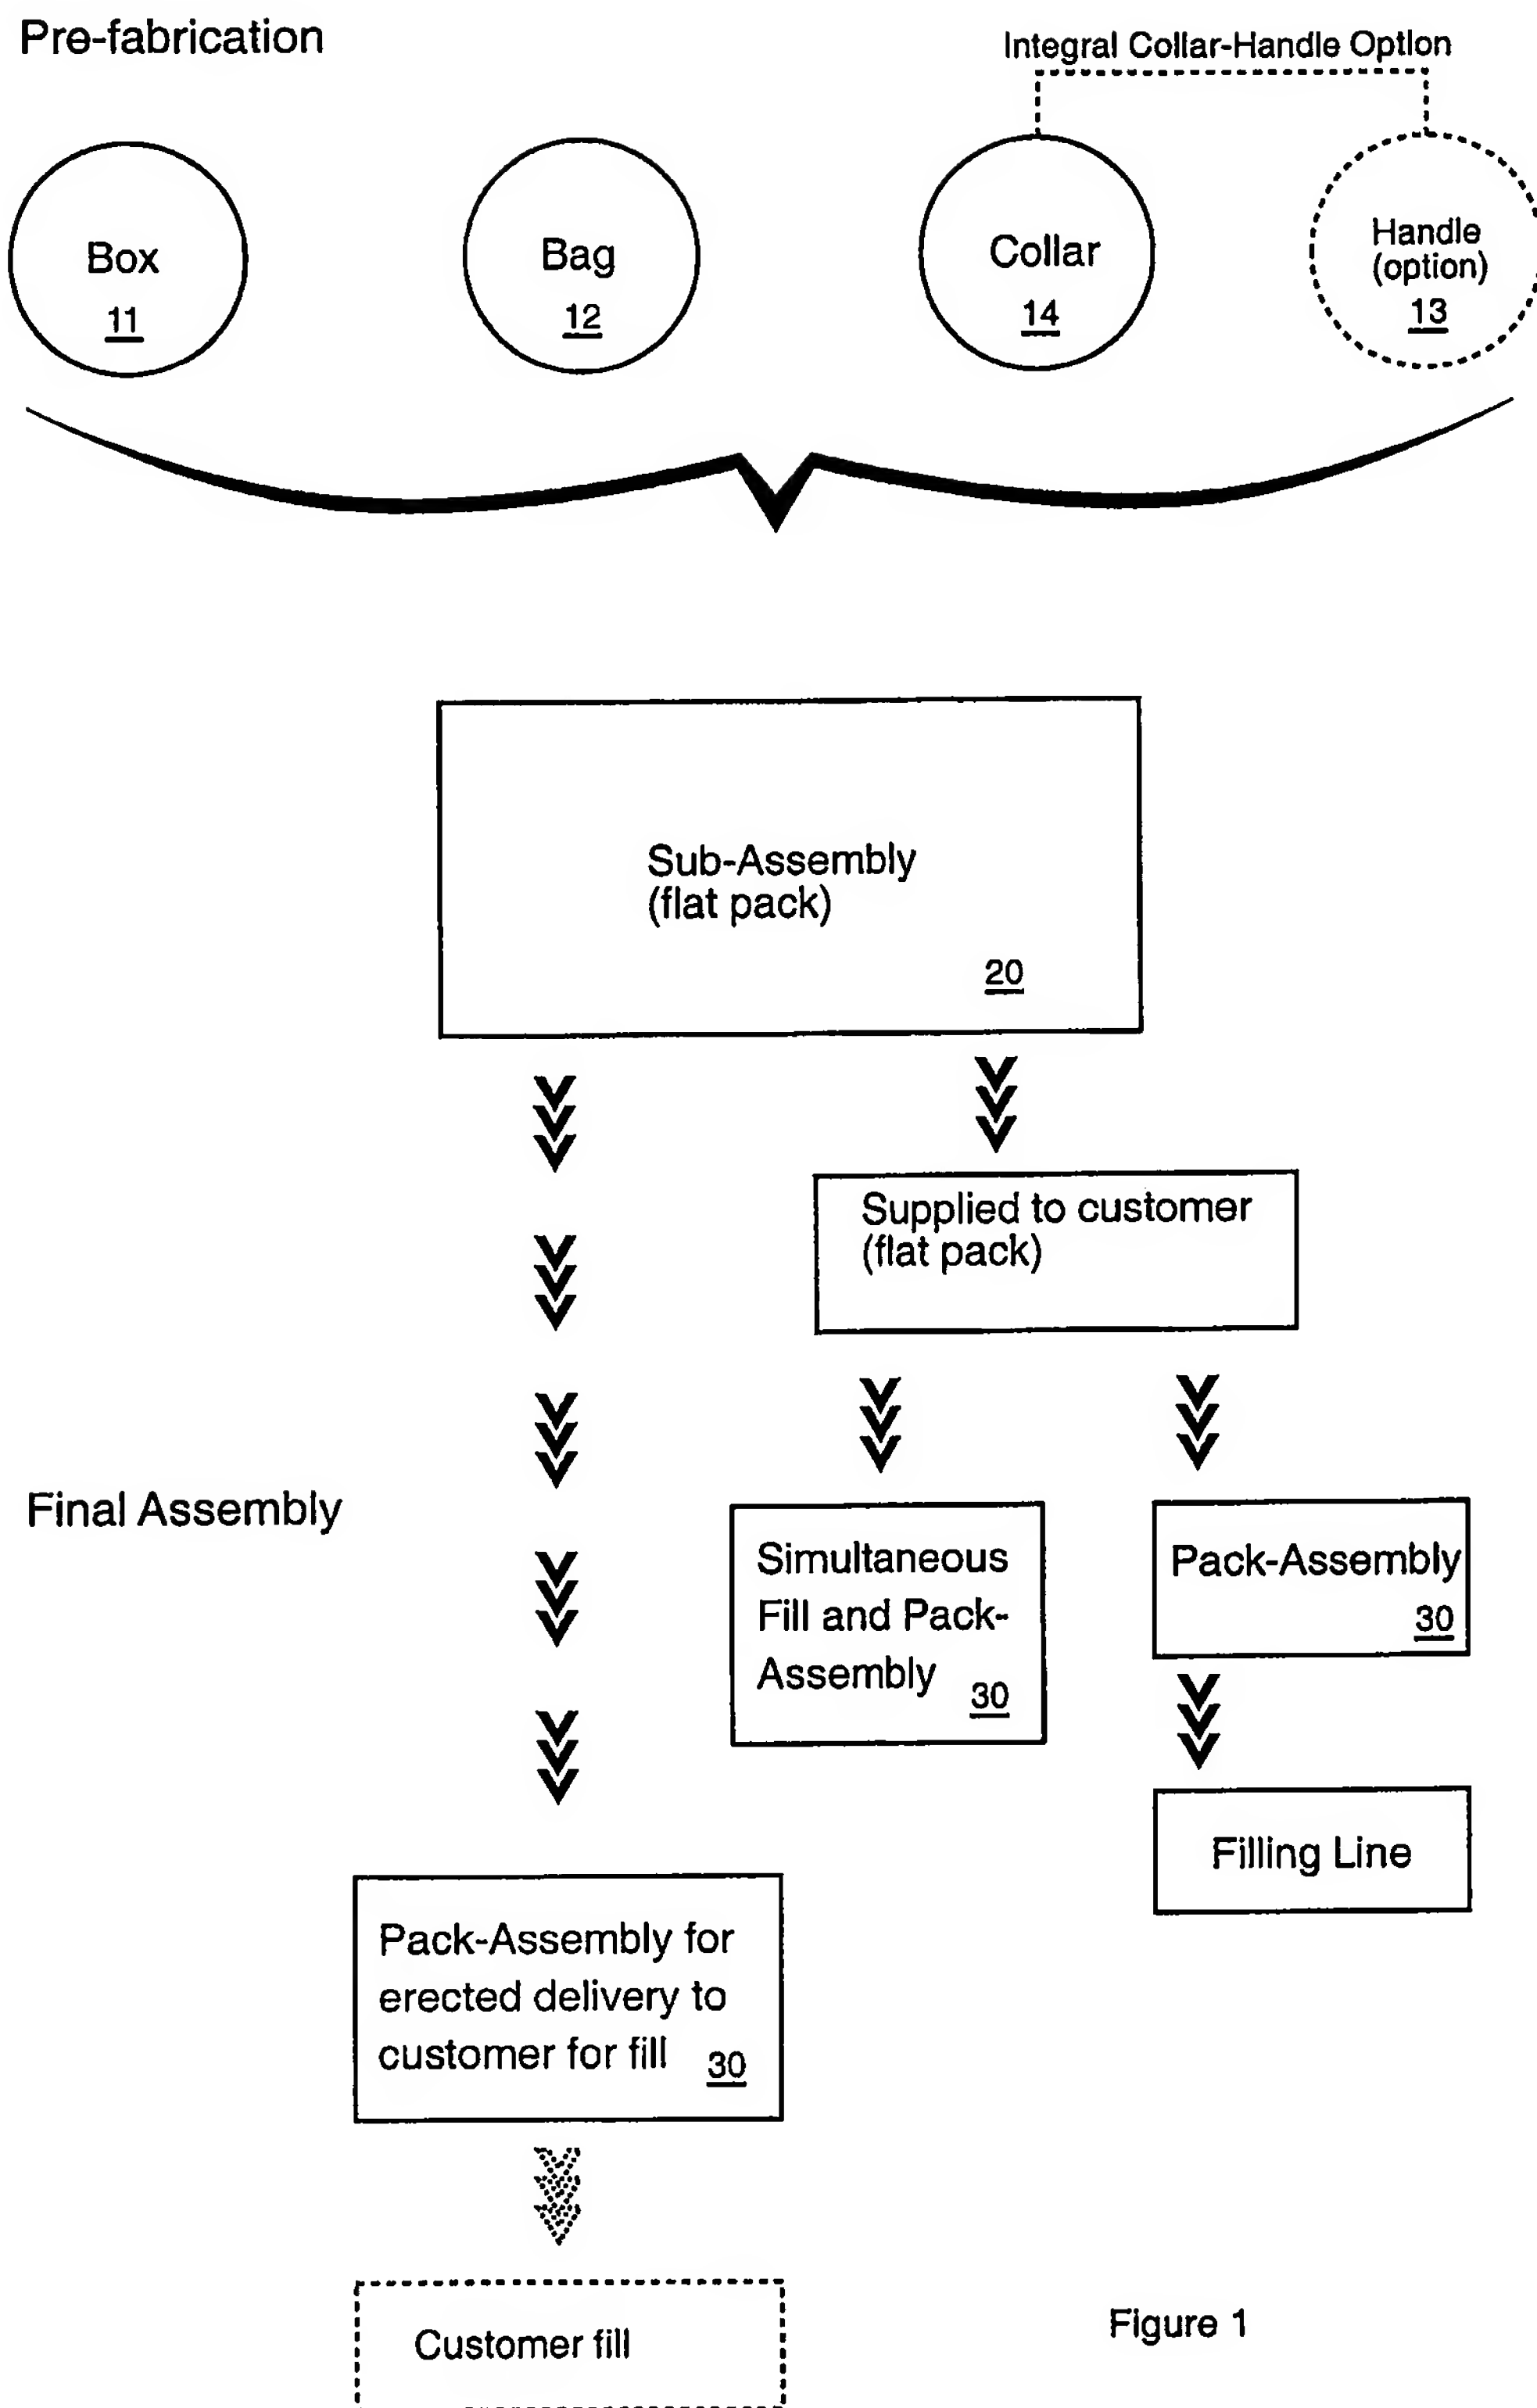 Pre-fabrication
Integral Collar-Handle Option
Box
11
Bag
12
Collar
14
Handle
(option)
13
Sub-Assembly
(flat pack)
20
Supplied to customer
(flat pack)
Final Assembly
Simultaneous
Fill and Pack-
Assembly
30
Pack-Assembly
30
Filling Line
Pack-Assembly for
erected delivery to
customer for fill
30
Customer fill
Figure 1